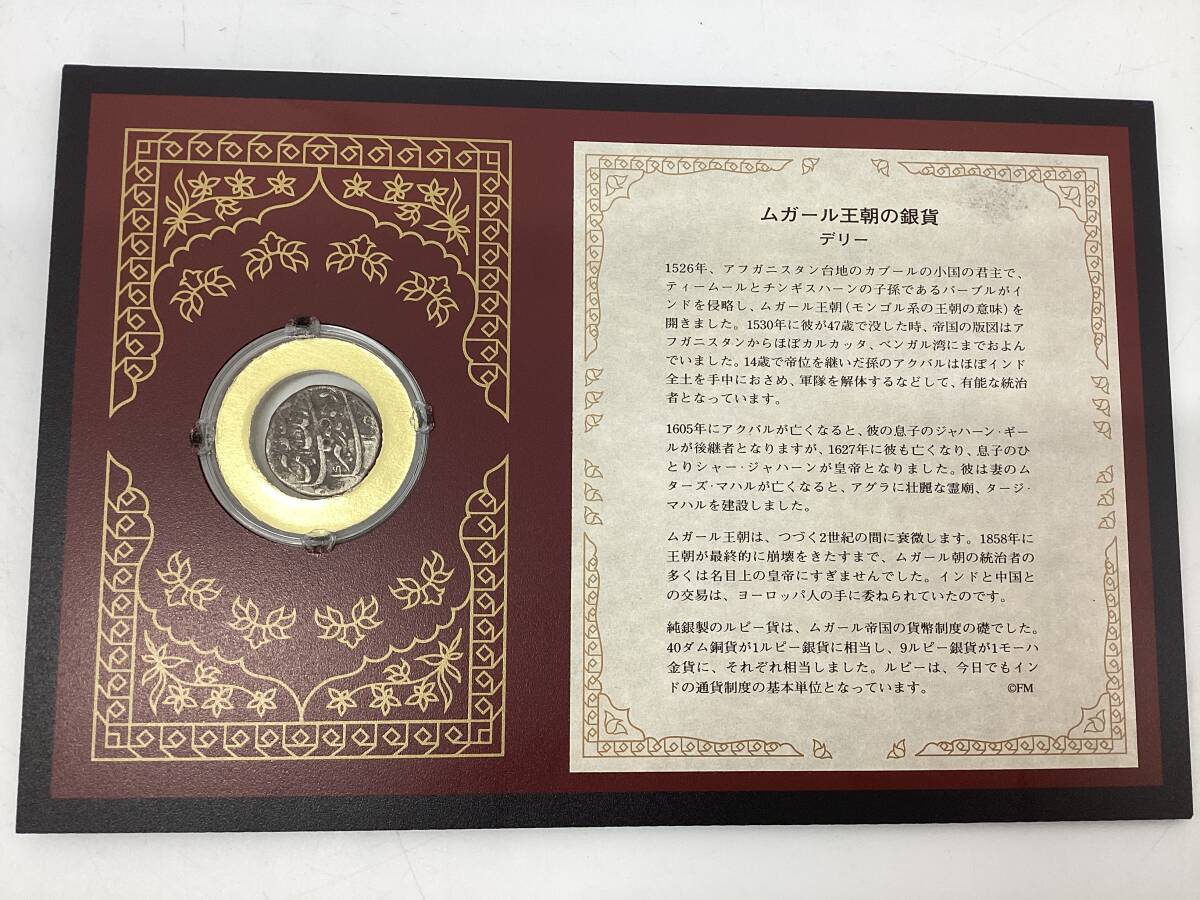 ムガール王朝の銀貨
デリー
1526年、アフガニスタン台地のカブールの小国の君主で、
ティームールとチンギスハーンの子孫であるバーブルがイ
ンドを侵略し、ムガール王朝(モンゴル系の王朝の意味)を
開きました。1530年に彼が47歳で没した時、帝国の版図はア
フガニスタンからほぼカルカッタ、ベンガル湾にまでおよん
でいました。14歳で帝位を継いだ孫のアクバルはほぼインド
全土を手中におさめ、軍隊を解体するなどして、有能な統治
者となっています。
1605年にアクバルが亡くなると、彼の息子のジャハーン·ギー
ルが後継者となりますが、1627年に彼も亡くなり、息子のひ
とりシャー·ジャハーンが皇帝となりました。彼は妻のム
ターズ·マハルが亡くなると、アグラに壮麗な霊廟、タージ·
マハルを建設しました。
ムガール王朝は、つづく2世紀の間に衰微します。1858年に
王朝が最終的に崩壊をきたすまで、ムガール朝の統治者の
多くは名目上の皇帝にすぎませんでした。インドと中国と
の交易は、ヨーロッパ人の手に委ねられていたのです。
純銀製のルピー貨は、ムガール帝国の貨幣制度の礎でした。
40ダム銅貨が1ルピー銀貨に相当し、9ルピー銀貨が1モーハ
金貨に、それぞれ相当しました。ルピーは、今日でもイン
ドの通貨制度の基本単位となっています。 ©FM